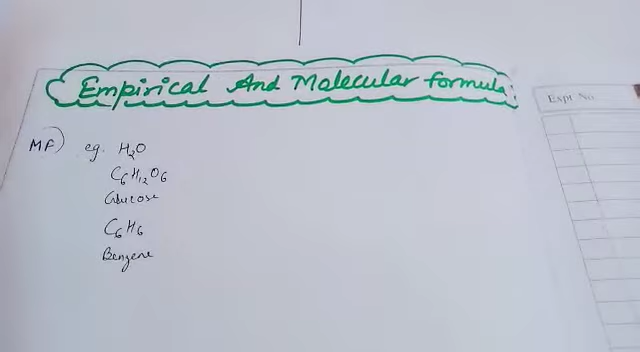 Empirical And Molecular formula:
MF) eg. H₂O
C₆H₁₂O₆
Glucose
C₆H₆
Benzene
Expt No.